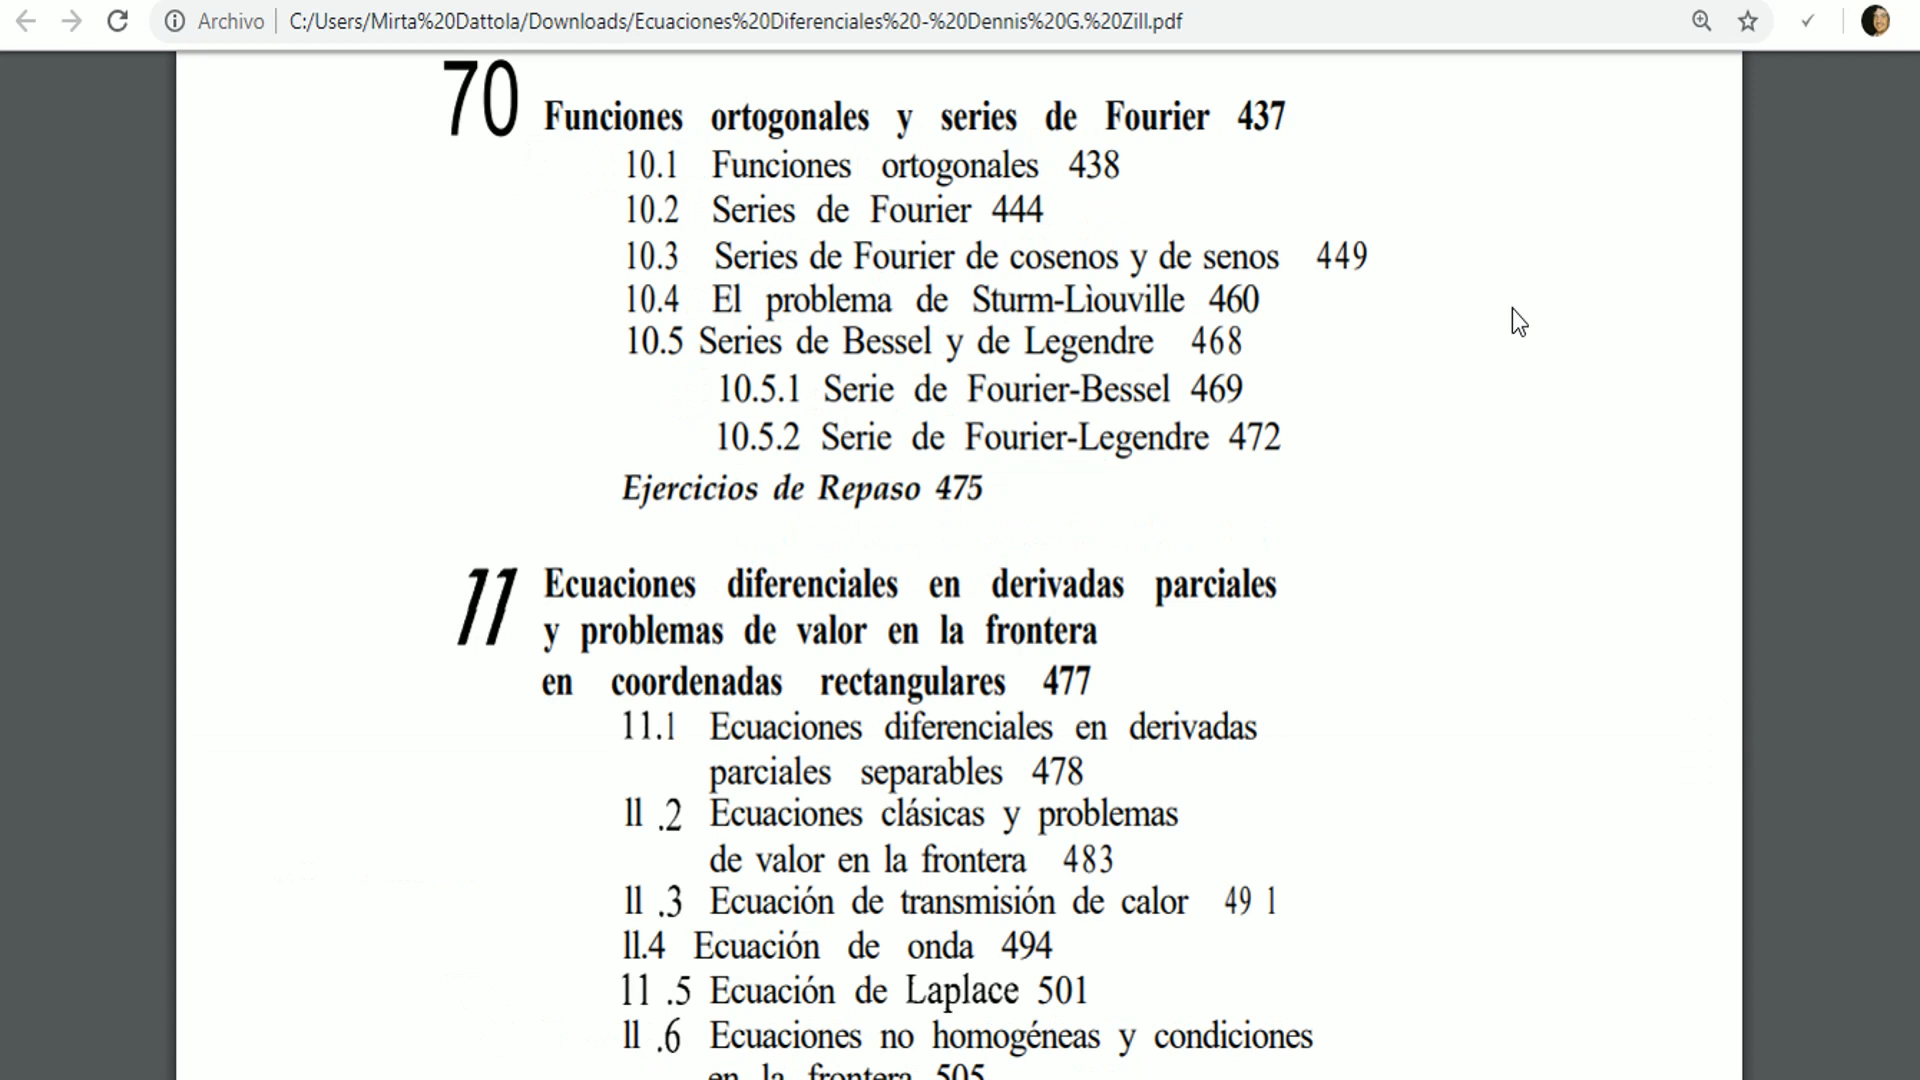 Archivo C:/Users/Mirta%20Dattola/Downloads/Ecuaciones%20Diferenciales%20-%20Dennis%20G.%20Zill.pdf
70 Funciones ortogonales y series de Fourier 437
10.1 Funciones ortogonales 438
10.2 Series de Fourier 444
10.3 Series de Fourier de cosenos y de senos 449
10.4 El problema de Sturm-Lìouville 460
10.5 Series de Bessel y de Legendre 468
10.5.1 Serie de Fourier-Bessel 469
10.5.2 Serie de Fourier-Legendre 472
Ejercicios de Repaso 475
11 Ecuaciones diferenciales en derivadas parciales
y problemas de valor en la frontera
en coordenadas rectangulares 477
11.1 Ecuaciones diferenciales en derivadas
parciales separables 478
ll .2 Ecuaciones clásicas y problemas
de valor en la frontera 483
ll .3 Ecuación de transmisión de calor 49 1
ll.4 Ecuación de onda 494
11 .5 Ecuación de Laplace 501
ll .6 Ecuaciones no homogéneas y condiciones
en la frontera 505